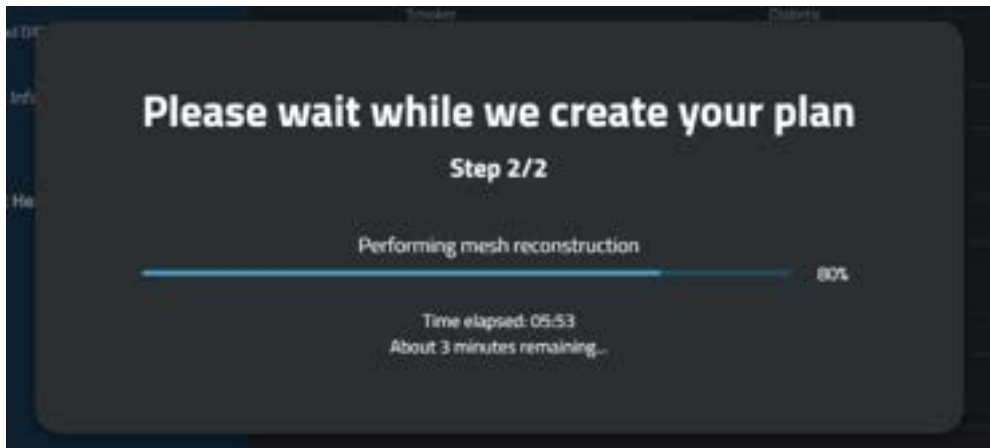 Smoker
Please wait while we create your plan
Step 2/2
Performing mesh reconstruction
80%
Time elapsed: 05:53
About 3 minutes remaining...